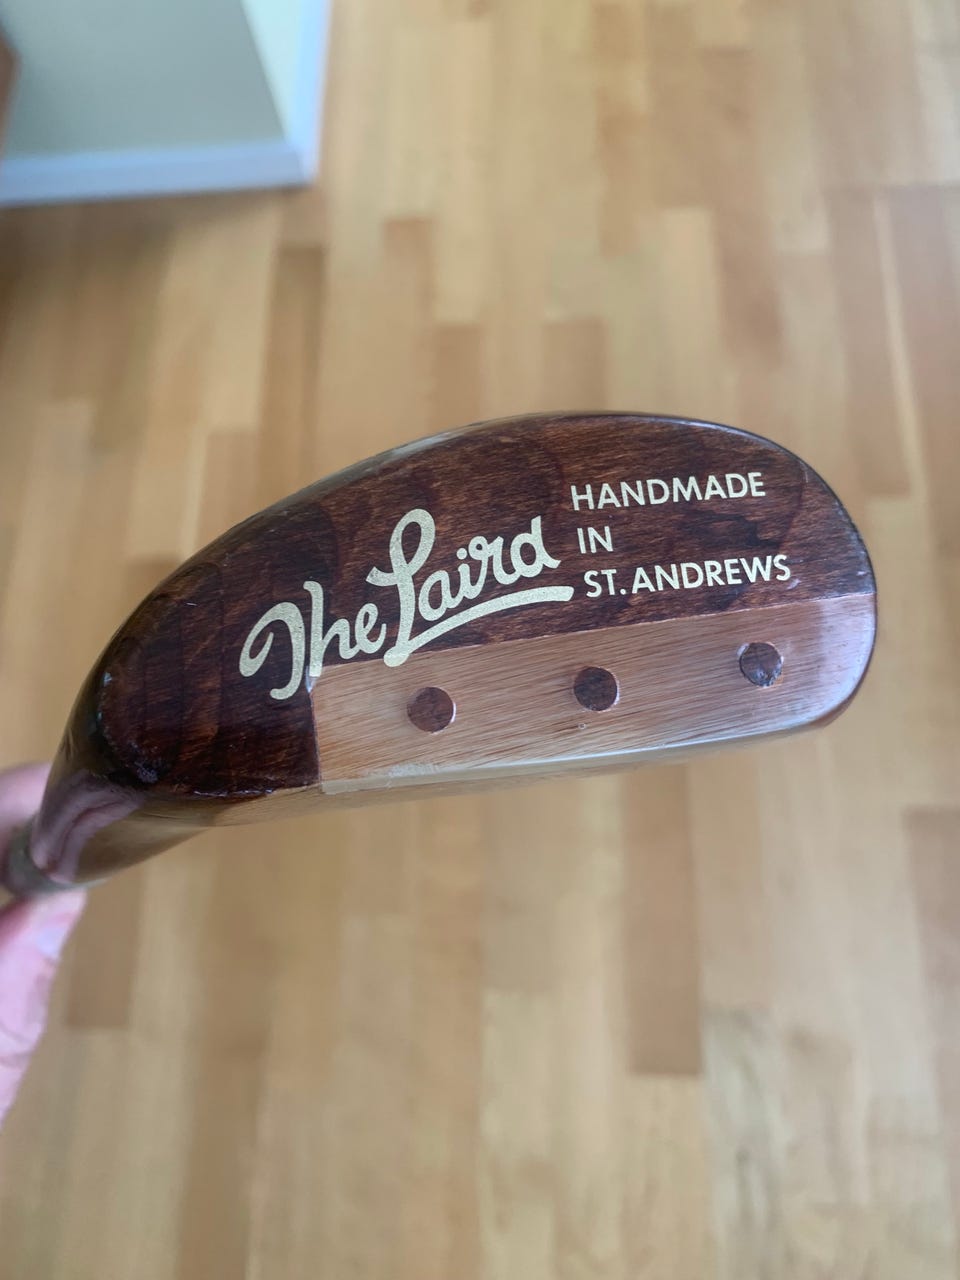 The Laird
HANDMADE
IN
ST. ANDREWS